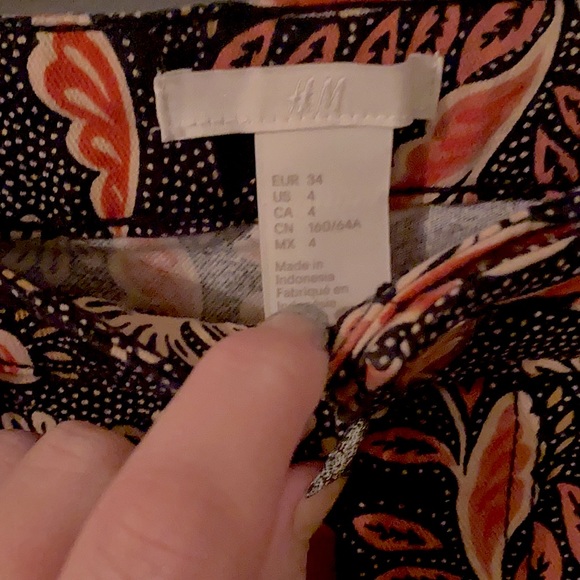 H&M
EUR 34
US 4
CA 4
CN 160/64A
MX 4
Made in
Indonesia
Fabriqué en